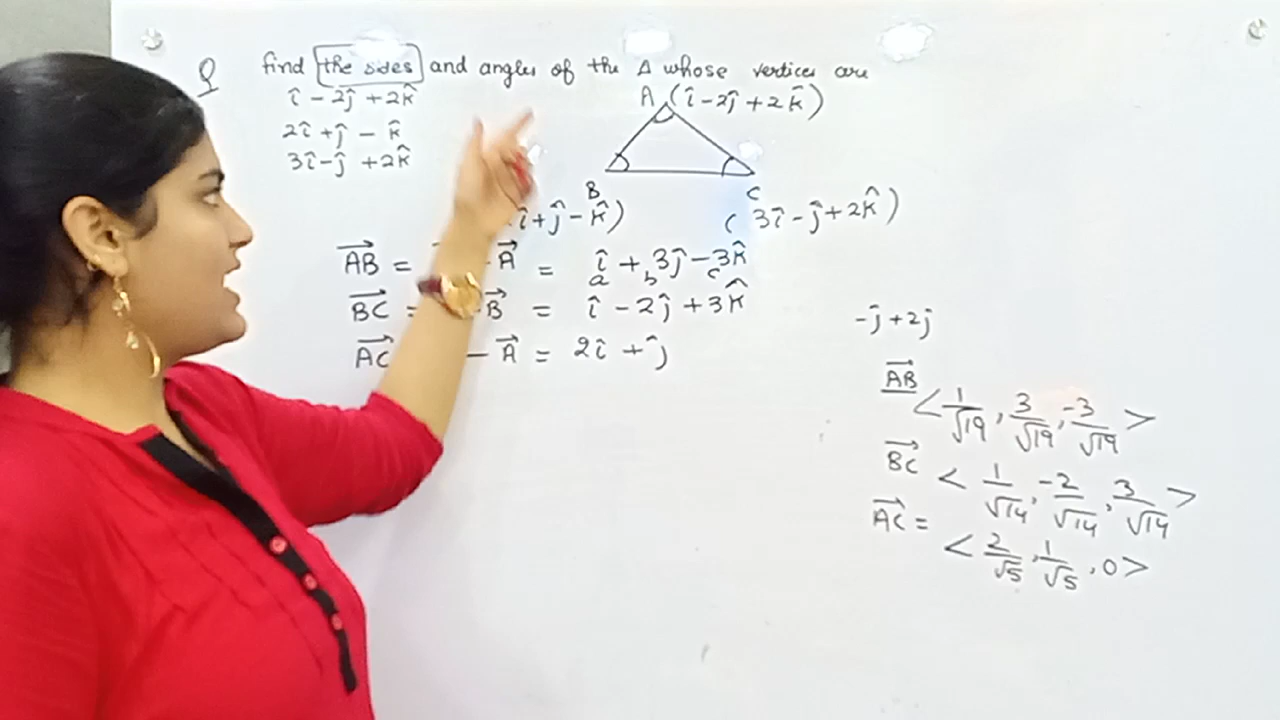 Q find the sides and angles of the Δ whose vertices are
î - 2ĵ + 2k̂
2î + ĵ - k̂
3î - ĵ + 2k̂
A (î - 2ĵ + 2k̂)
B C
î + ĵ - k̂) (3î - ĵ + 2k̂)
AB⃗ = - A⃗ = î + 3ĵ - 3k̂
a b c
BC⃗ = - B⃗ = î - 2ĵ + 3k̂
AC⃗ - A⃗ = 2î + ĵ
-ĵ + 2ĵ
AB⃗
< 1/√19, 3/√19, -3/√19 >
BC⃗
< 1/√14, -2/√14, 3/√14 >
AC⃗ =
< 2/√5, 1/√5, 0 >